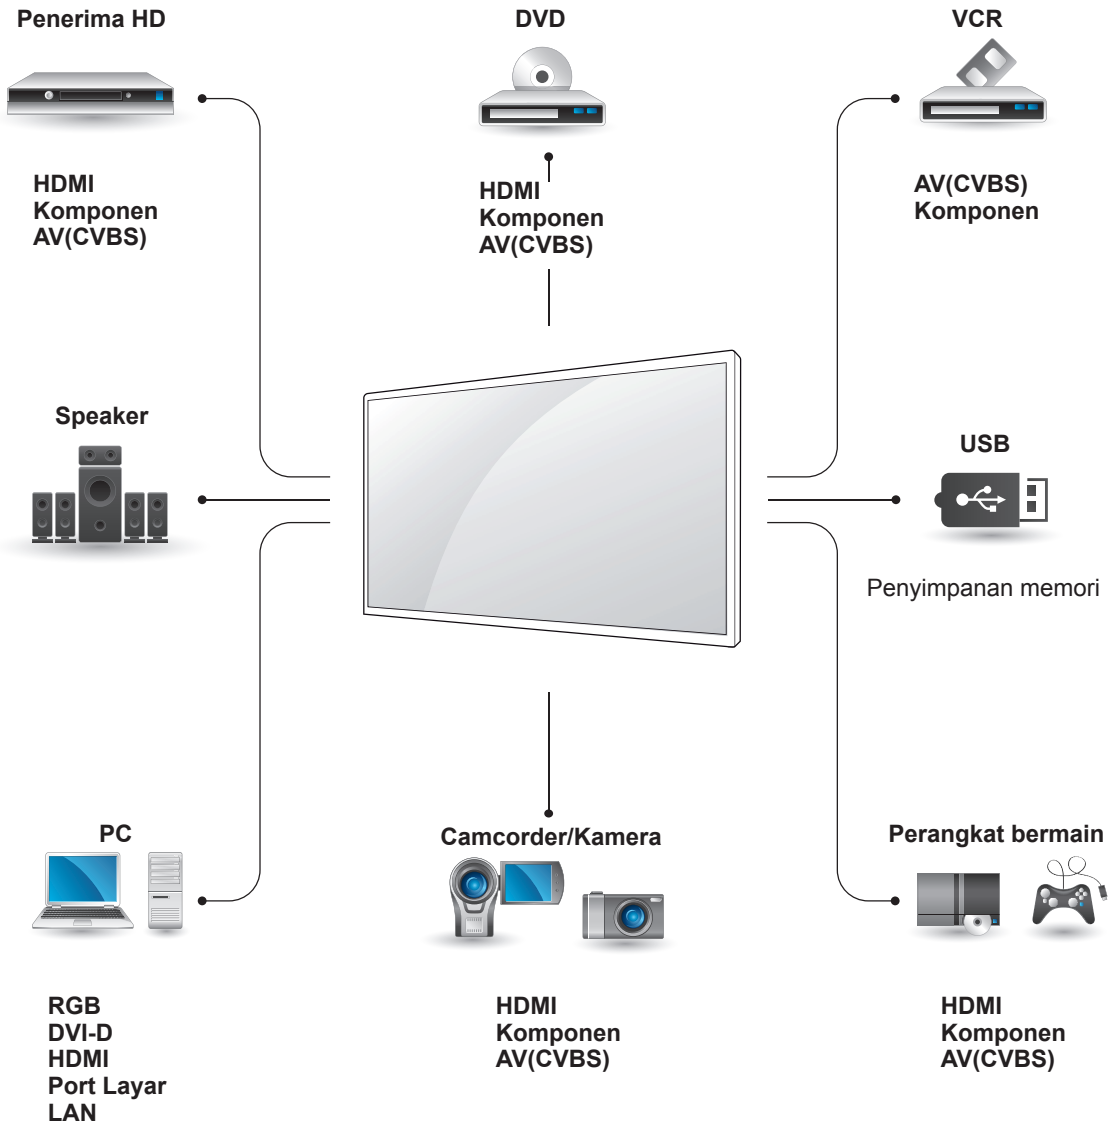 Penerima HD
HDMI
Komponen
AV(CVBS)
DVD
HDMI
Komponen
AV(CVBS)
VCR
AV(CVBS)
Komponen
Speaker
USB
Penyimpanan memori
PC
RGB
DVI-D
HDMI
Port Layar
LAN
Camcorder/Kamera
HDMI
Komponen
AV(CVBS)
Perangkat bermain
HDMI
Komponen
AV(CVBS)